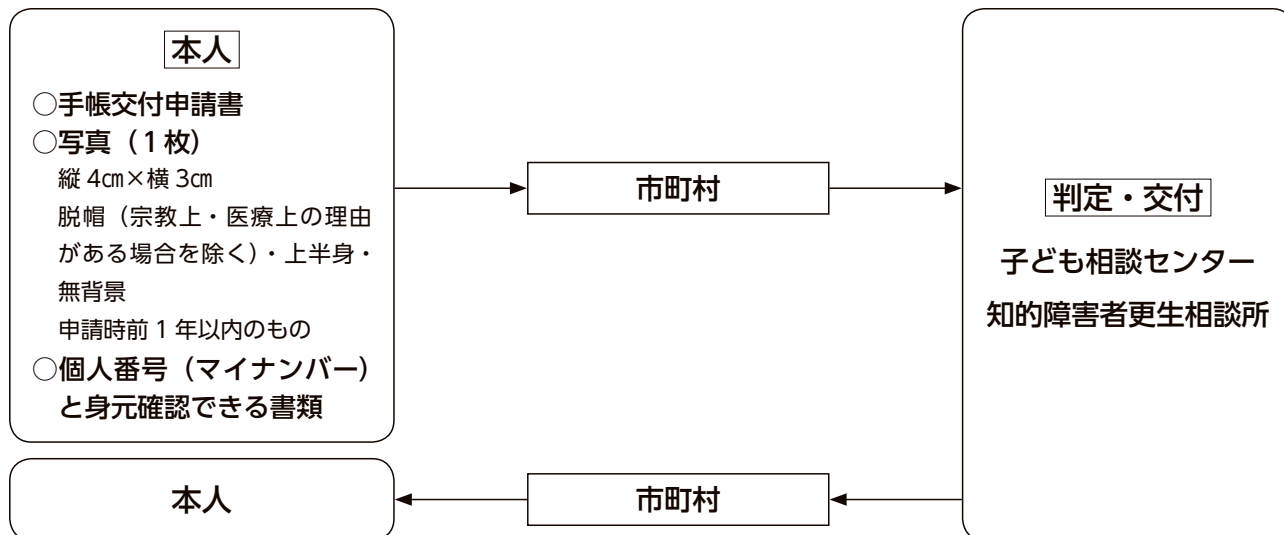 本人
○手帳交付申請書
○写真（1枚）
縦 4㎝×横 3㎝
脱帽（宗教上・医療上の理由
がある場合を除く）・上半身・
無背景
申請時前 1 年以内のもの
○個人番号（マイナンバー）
と身元確認できる書類
市町村
判定・交付
子ども相談センター
知的障害者更生相談所
市町村
本人